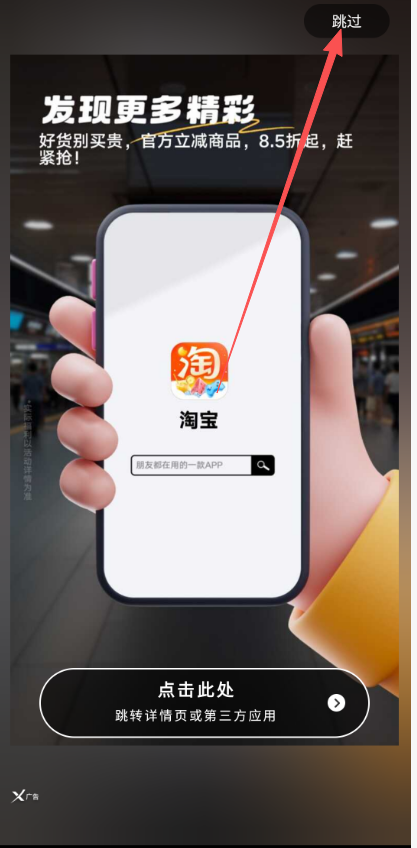 跳过
发现更多精彩
好货别买贵，官方立减商品，8.5折起，赶
紧抢！
淘
淘宝
朋友都在用的一款APP
点击此处
跳转详情页或第三方应用
X广告